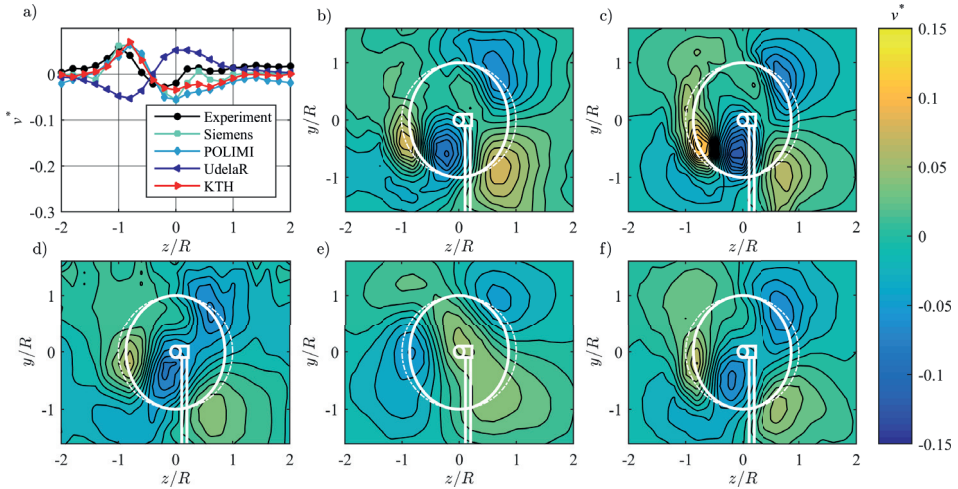 a)
0.1
0
-0.1
-0.2
-0.3
v*
-2 -1 0 1 2
z/R
Experiment
Siemens
POLIMI
UdelaR
KTH
b)
1
0
-1
y/R
-2 -1 0 1 2
z/R
c)
1
0
-1
y/R
-2 -1 0 1 2
z/R
d)
1
0
-1
y/R
-2 -1 0 1 2
z/R
e)
1
0
-1
y/R
-2 -1 0 1 2
z/R
f)
1
0
-1
y/R
-2 -1 0 1 2
z/R
v*
0.15
0.1
0.05
0
-0.05
-0.1
-0.15